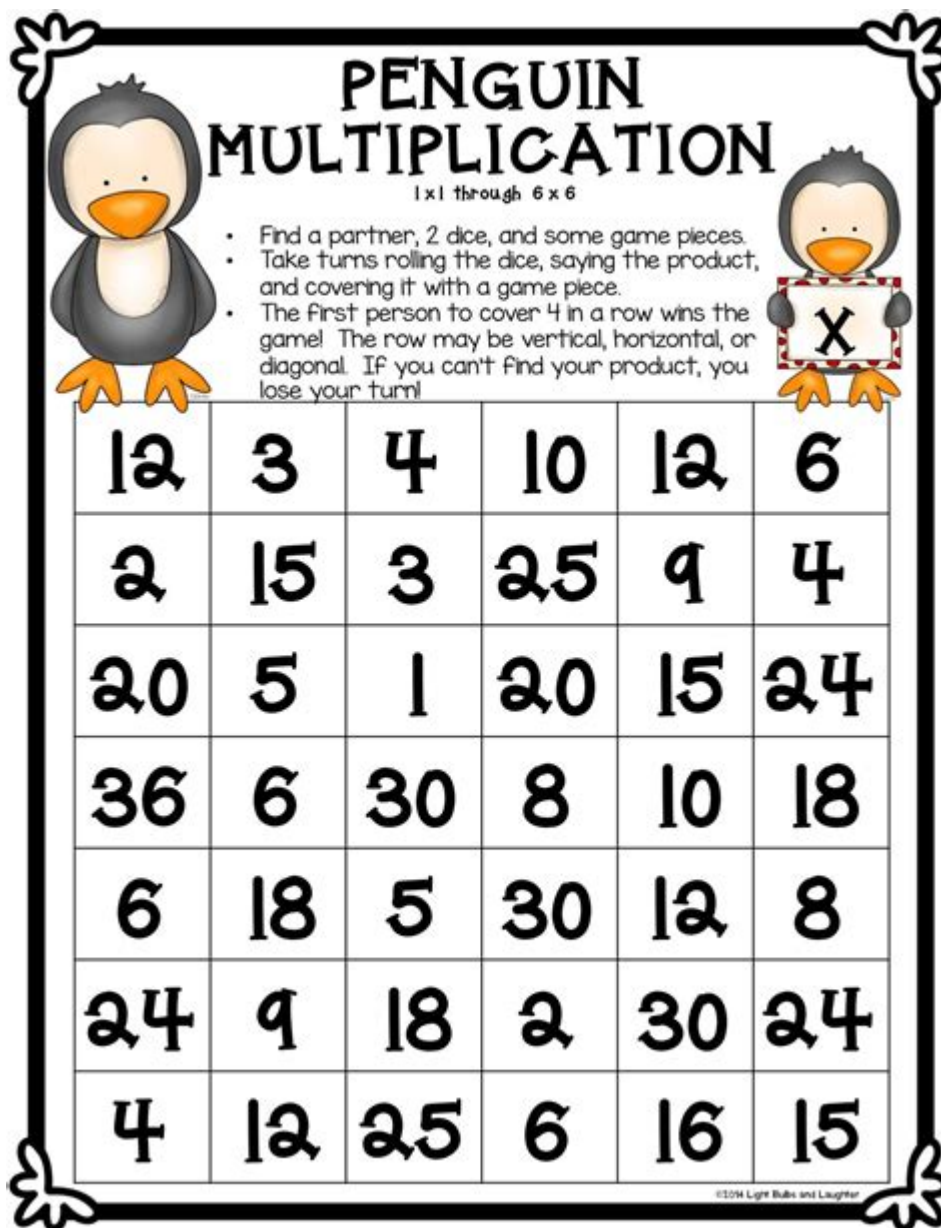 PENGUIN
MULTIPLICATION
1x1 through 6x6
• Find a partner, 2 dice, and some game pieces.
• Take turns rolling the dice, saying the product,
and covering it with a game piece.
• The first person to cover 4 in a row wins the
game! The row may be vertical, horizontal, or
diagonal. If you can't find your product, you
lose your turn!
X
12 3 4 10 12 6
2 15 3 25 9 4
20 5 1 20 15 24
36 6 30 8 10 18
6 18 5 30 12 8
24 9 18 2 30 24
4 12 25 6 16 15
©2014 Light Bulbs and Laughter